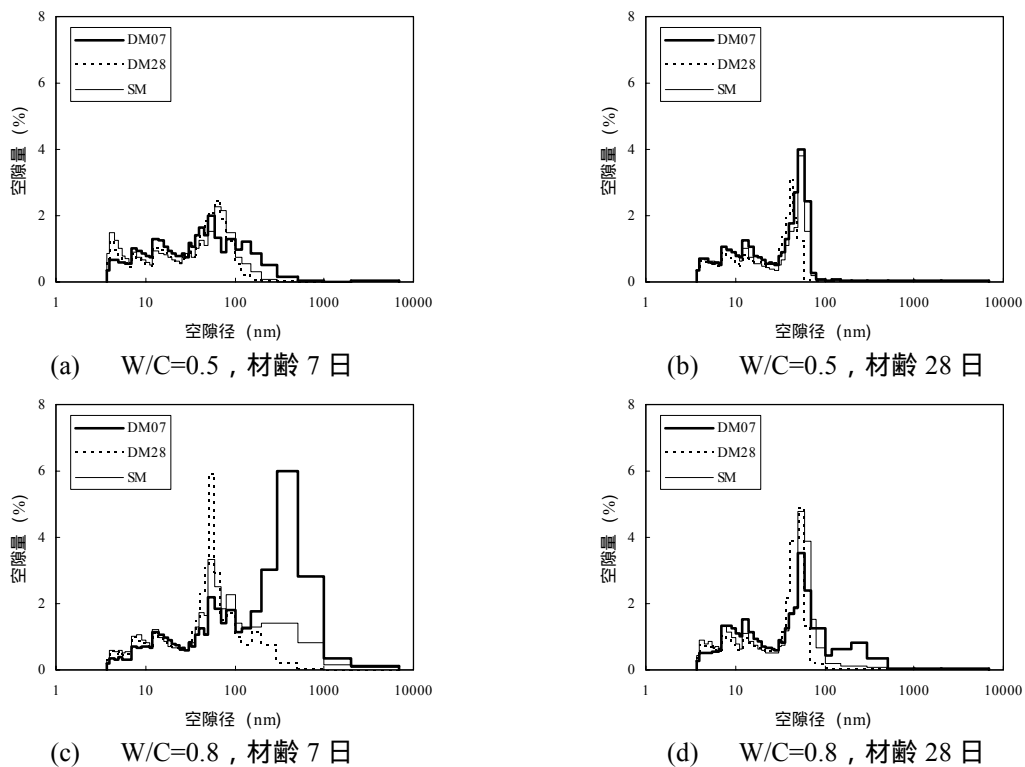 8
6
4
2
0
空隙量 (%)
DM07
DM28
SM
1 10 100 1000 10000
空隙径 (nm)
(a) W/C=0.5 , 材齢 7 日
8
6
4
2
0
空隙量 (%)
DM07
DM28
SM
1 10 100 1000 10000
空隙径 (nm)
(b) W/C=0.5 , 材齢 28 日
8
6
4
2
0
空隙量 (%)
DM07
DM28
SM
1 10 100 1000 10000
空隙径 (nm)
(c) W/C=0.8 , 材齢 7 日
8
6
4
2
0
空隙量 (%)
DM07
DM28
SM
1 10 100 1000 10000
空隙径 (nm)
(d) W/C=0.8 , 材齢 28 日